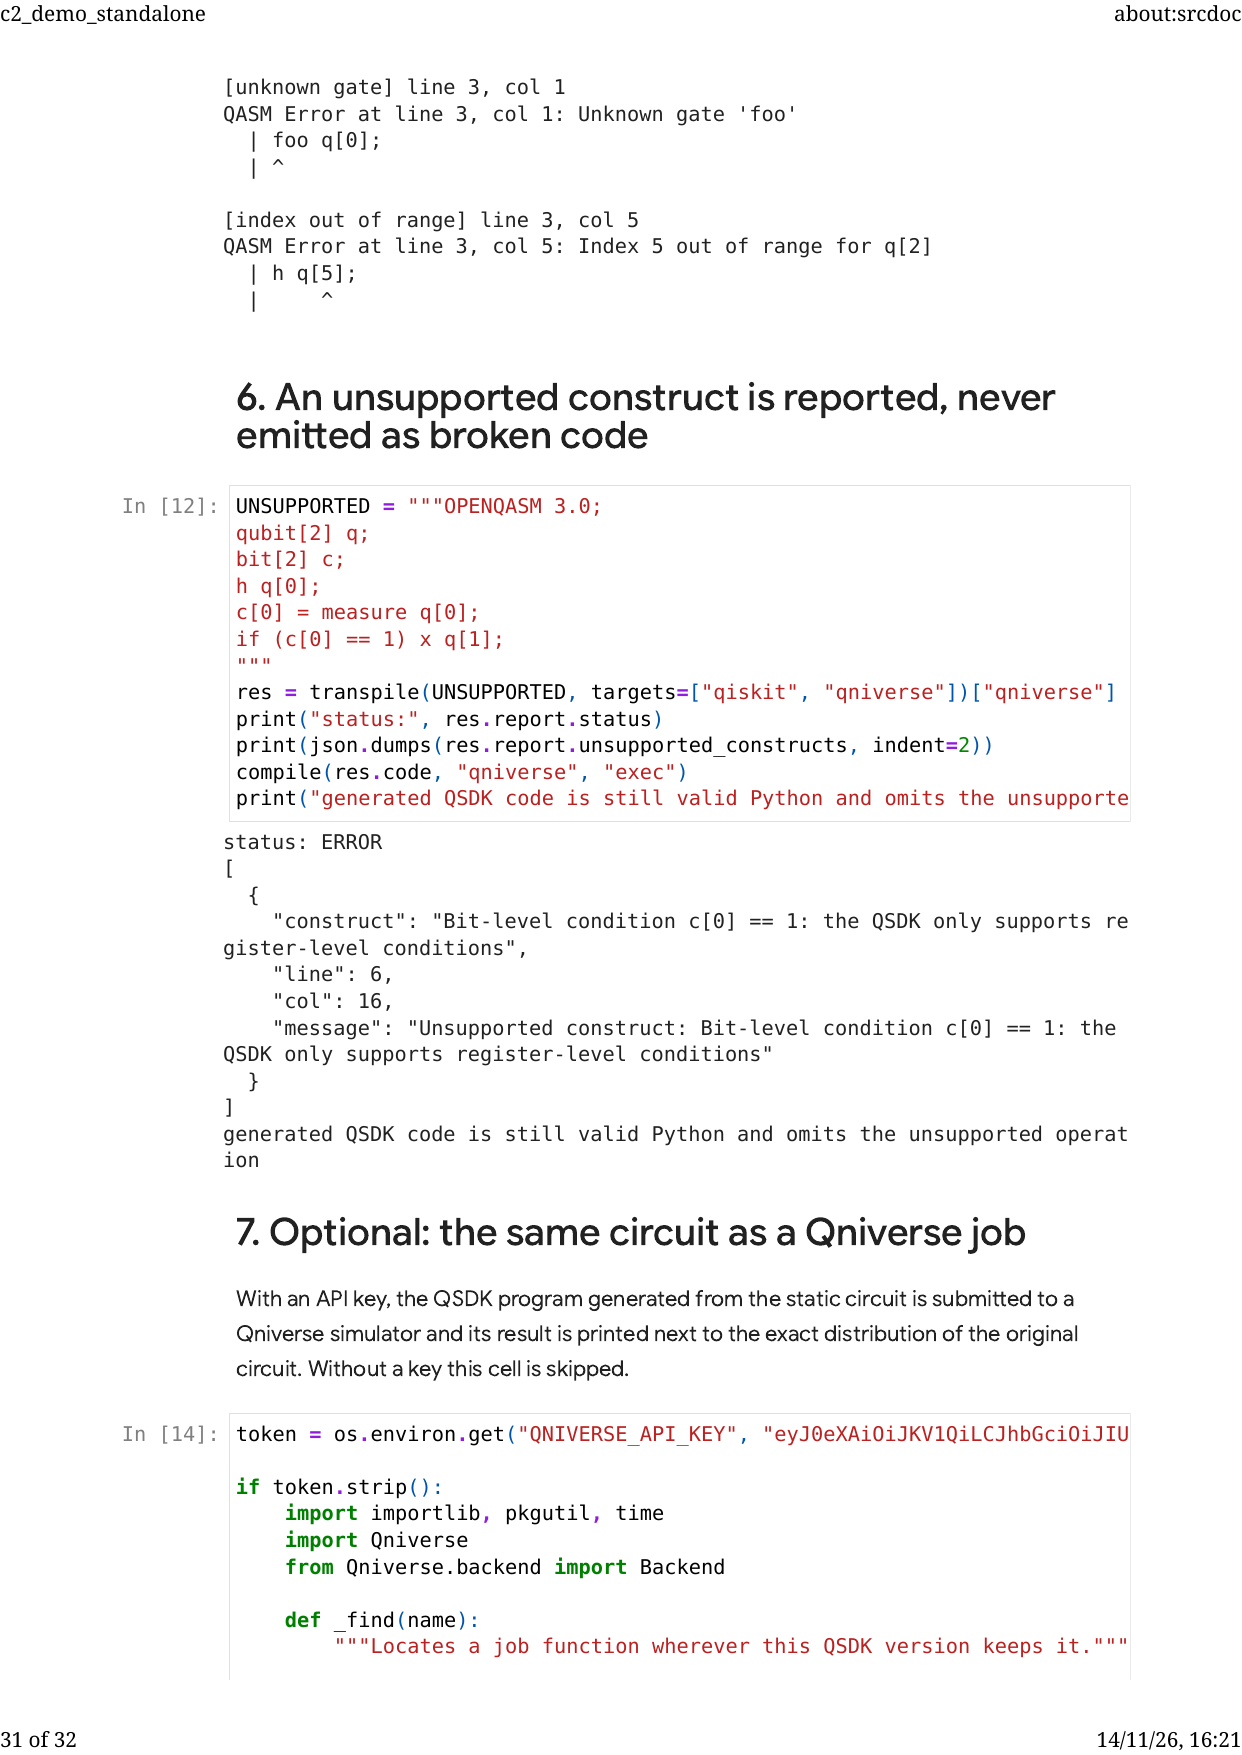 c2_demo_standalone
about:srcdoc
[unknown gate] line 3, col 1
QASM Error at line 3, col 1: Unknown gate 'foo'
  | foo q[0];
  | ^
[index out of range] line 3, col 5
QASM Error at line 3, col 5: Index 5 out of range for q[2]
  | h q[5];
  |     ^
6. An unsupported construct is reported, never
emitted as broken code
In [12]:
UNSUPPORTED = """OPENQASM 3.0;
qubit[2] q;
bit[2] c;
h q[0];
c[0] = measure q[0];
if (c[0] == 1) x q[1];
"""
res = transpile(UNSUPPORTED, targets=["qiskit", "qniverse"])["qniverse"]
print("status:", res.report.status)
print(json.dumps(res.report.unsupported_constructs, indent=2))
compile(res.code, "qniverse", "exec")
print("generated QSDK code is still valid Python and omits the unsupporte
status: ERROR
[
  {
    "construct": "Bit-level condition c[0] == 1: the QSDK only supports re
gister-level conditions",
    "line": 6,
    "col": 16,
    "message": "Unsupported construct: Bit-level condition c[0] == 1: the
QSDK only supports register-level conditions"
  }
]
generated QSDK code is still valid Python and omits the unsupported operat
ion
7. Optional: the same circuit as a Qniverse job
With an API key, the QSDK program generated from the static circuit is submitted to a
Qniverse simulator and its result is printed next to the exact distribution of the original
circuit. Without a key this cell is skipped.
In [14]:
token = os.environ.get("QNIVERSE_API_KEY", "eyJ0eXAiOiJKV1QiLCJhbGciOiJIU
if token.strip():
    import importlib, pkgutil, time
    import Qniverse
    from Qniverse.backend import Backend
    def _find(name):
        """Locates a job function wherever this QSDK version keeps it."""
31 of 32
14/11/26, 16:21